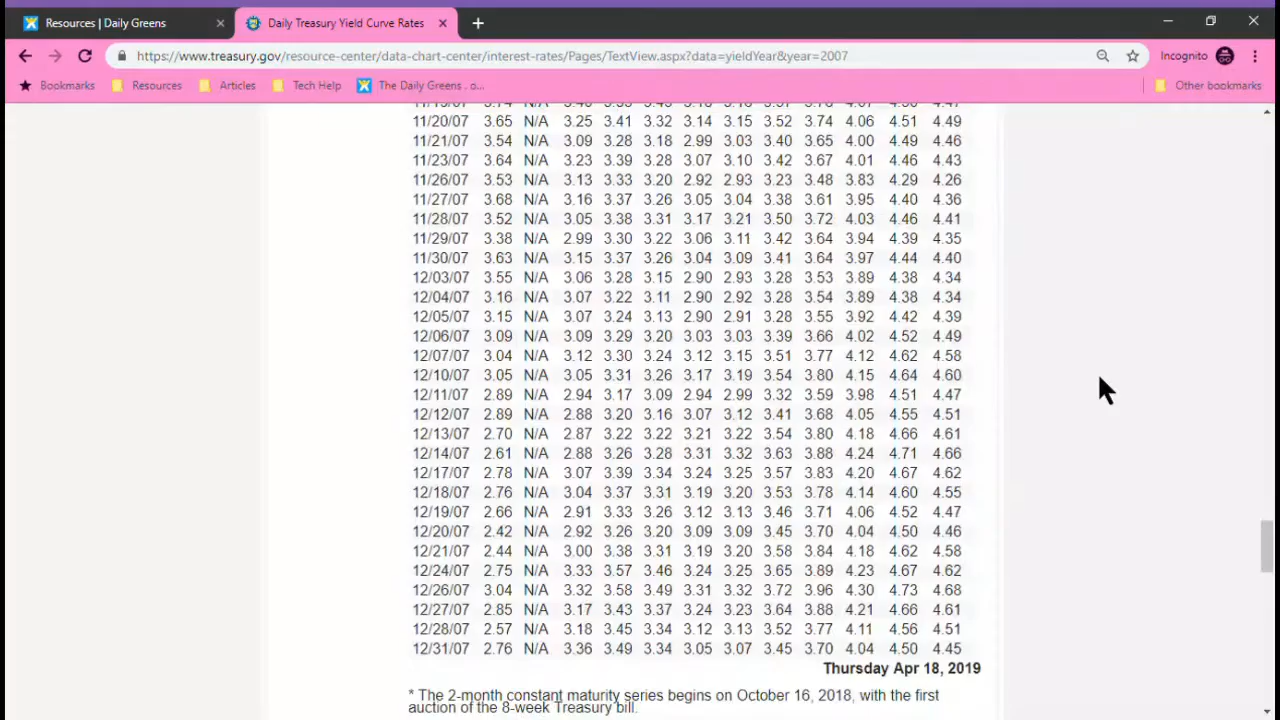 Resources | Daily Greens
Daily Treasury Yield Curve Rates
https://www.treasury.gov/resource-center/data-chart-center/interest-rates/Pages/TextView.aspx?data=yieldYear&year=2007
Incognito
Bookmarks Resources Articles Tech Help The Daily Greens . o... Other bookmarks
11/20/07 3.65 N/A 3.25 3.41 3.32 3.14 3.15 3.52 3.74 4.06 4.51 4.49
11/21/07 3.54 N/A 3.09 3.28 3.18 2.99 3.03 3.40 3.65 4.00 4.49 4.46
11/23/07 3.64 N/A 3.23 3.39 3.28 3.07 3.10 3.42 3.67 4.01 4.46 4.43
11/26/07 3.53 N/A 3.13 3.33 3.20 2.92 2.93 3.23 3.48 3.83 4.29 4.26
11/27/07 3.68 N/A 3.16 3.37 3.26 3.05 3.04 3.38 3.61 3.95 4.40 4.36
11/28/07 3.52 N/A 3.05 3.38 3.31 3.17 3.21 3.50 3.72 4.03 4.46 4.41
11/29/07 3.38 N/A 2.99 3.30 3.22 3.06 3.11 3.42 3.64 3.94 4.39 4.35
11/30/07 3.63 N/A 3.15 3.37 3.26 3.04 3.09 3.41 3.64 3.97 4.44 4.40
12/03/07 3.55 N/A 3.06 3.28 3.15 2.90 2.93 3.28 3.53 3.89 4.38 4.34
12/04/07 3.16 N/A 3.07 3.22 3.11 2.90 2.92 3.28 3.54 3.89 4.38 4.34
12/05/07 3.15 N/A 3.07 3.24 3.13 2.90 2.91 3.28 3.55 3.92 4.42 4.39
12/06/07 3.09 N/A 3.09 3.29 3.20 3.03 3.03 3.39 3.66 4.02 4.52 4.49
12/07/07 3.04 N/A 3.12 3.30 3.24 3.12 3.15 3.51 3.77 4.12 4.62 4.58
12/10/07 3.05 N/A 3.05 3.31 3.26 3.17 3.19 3.54 3.80 4.15 4.64 4.60
12/11/07 2.89 N/A 2.94 3.17 3.09 2.94 2.99 3.32 3.59 3.98 4.51 4.47
12/12/07 2.89 N/A 2.88 3.20 3.16 3.07 3.12 3.41 3.68 4.05 4.55 4.51
12/13/07 2.70 N/A 2.87 3.22 3.22 3.21 3.22 3.54 3.80 4.18 4.66 4.61
12/14/07 2.61 N/A 2.88 3.26 3.28 3.31 3.32 3.63 3.88 4.24 4.71 4.66
12/17/07 2.78 N/A 3.07 3.39 3.34 3.24 3.25 3.57 3.83 4.20 4.67 4.62
12/18/07 2.76 N/A 3.04 3.37 3.31 3.19 3.20 3.53 3.78 4.14 4.60 4.55
12/19/07 2.66 N/A 2.91 3.33 3.26 3.12 3.13 3.46 3.71 4.06 4.52 4.47
12/20/07 2.42 N/A 2.92 3.26 3.20 3.09 3.09 3.45 3.70 4.04 4.50 4.46
12/21/07 2.44 N/A 3.00 3.38 3.31 3.19 3.20 3.58 3.84 4.18 4.62 4.58
12/24/07 2.75 N/A 3.33 3.57 3.46 3.24 3.25 3.65 3.89 4.23 4.67 4.62
12/26/07 3.04 N/A 3.32 3.58 3.49 3.31 3.32 3.72 3.96 4.30 4.73 4.68
12/27/07 2.85 N/A 3.17 3.43 3.37 3.24 3.23 3.64 3.88 4.21 4.66 4.61
12/28/07 2.57 N/A 3.18 3.45 3.34 3.12 3.13 3.52 3.77 4.11 4.56 4.51
12/31/07 2.76 N/A 3.36 3.49 3.34 3.05 3.07 3.45 3.70 4.04 4.50 4.45
Thursday Apr 18, 2019
* The 2-month constant maturity series begins on October 16, 2018, with the first
auction of the 8-week Treasury bill.